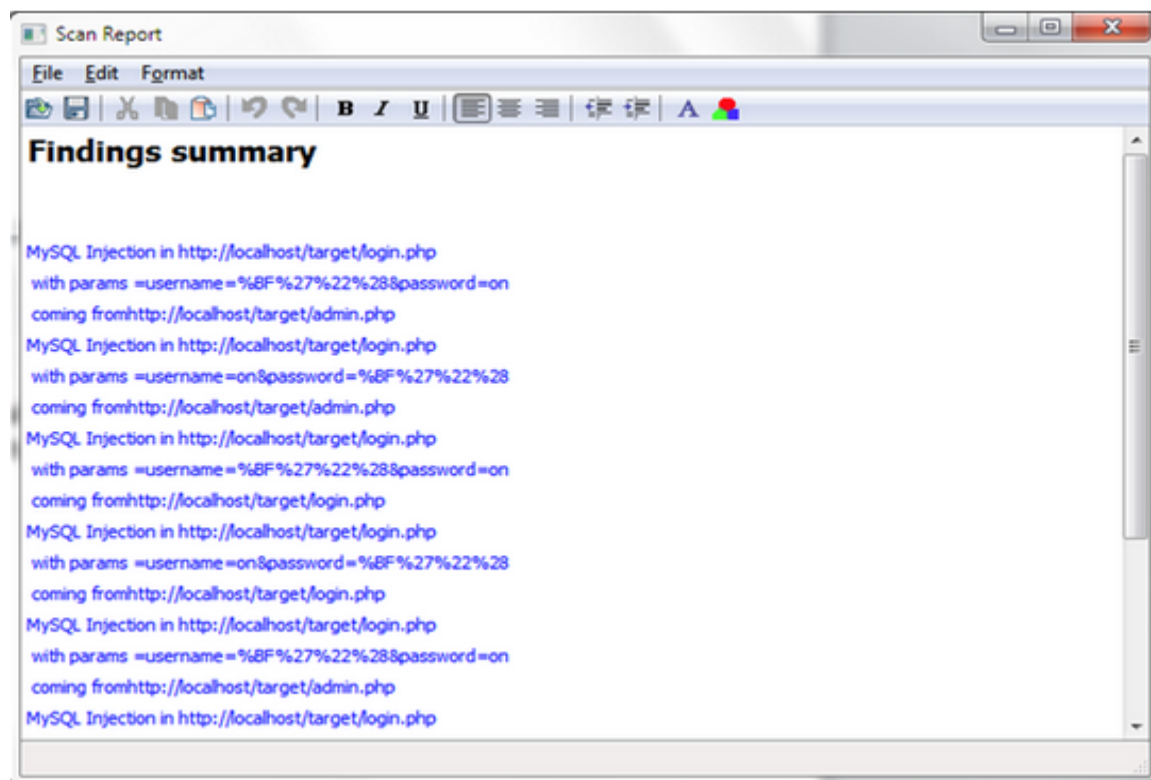 Scan Report
File Edit Format
B I U A
Findings summary
MySQL Injection in http://localhost/target/login.php
with params =username=%BF%27%22%28&password=on
coming fromhttp://localhost/target/admin.php
MySQL Injection in http://localhost/target/login.php
with params =username=on&password=%BF%27%22%28
coming fromhttp://localhost/target/admin.php
MySQL Injection in http://localhost/target/login.php
with params =username=%BF%27%22%28&password=on
coming fromhttp://localhost/target/login.php
MySQL Injection in http://localhost/target/login.php
with params =username=on&password=%BF%27%22%28
coming fromhttp://localhost/target/login.php
MySQL Injection in http://localhost/target/login.php
with params =username=%BF%27%22%28&password=on
coming fromhttp://localhost/target/admin.php
MySQL Injection in http://localhost/target/login.php